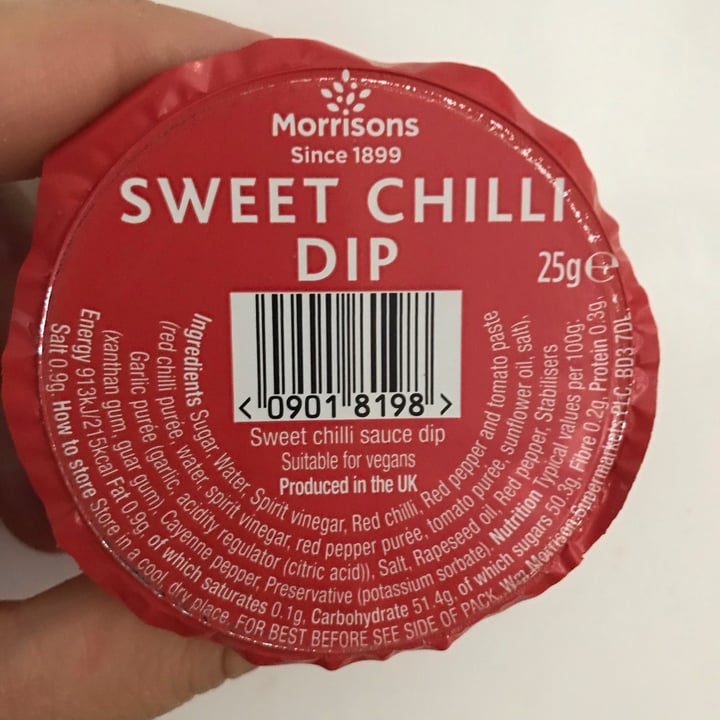 Morrisons
Since 1899
SWEET CHILLI
DIP
25g ℮
< 0901 8198 >
Sweet chilli sauce dip
Suitable for vegans
Produced in the UK
Ingredients Sugar, Water, Spirit vinegar, Red chilli, Red pepper and tomato paste
(red chilli purée, water, spirit vinegar, red pepper purée, tomato purée, sunflower oil, salt),
Garlic purée (garlic, acidity regulator (citric acid)), Salt, Rapeseed oil, Red pepper, Stabilisers
(xanthan gum, guar gum), Cayenne pepper, Preservative (potassium sorbate). Nutrition Typical values per 100g:
Energy 913kJ/215kcal Fat 0.9g, of which saturates 0.1g, Carbohydrate 51.4g, of which sugars 50.3g, Fibre 0.2g, Protein 0.3g,
Salt 0.9g. How to store Store in a cool, dry place. FOR BEST BEFORE SEE SIDE OF PACK. Wm Morrison Supermarkets PLC, BD3 7DL.